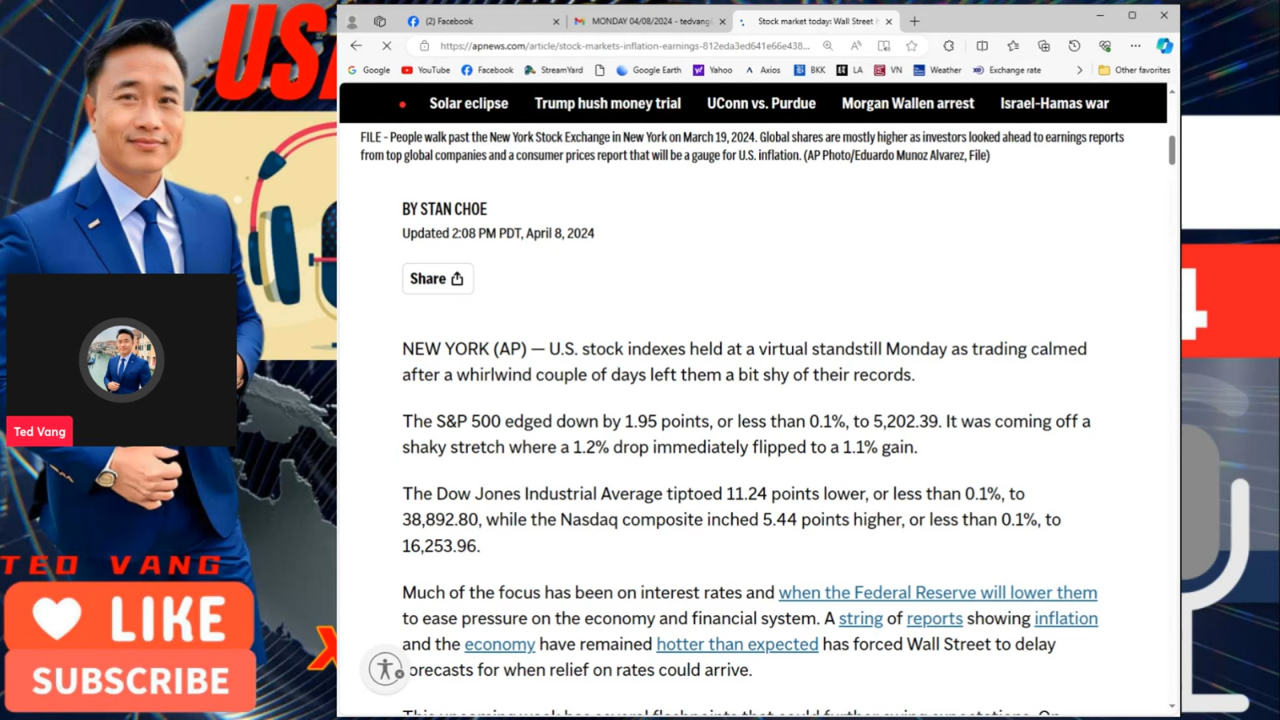 USE
(2) Facebook
MONDAY 04/08/2024 - tedvang
Stock market today: Wall Street
https://apnews.com/article/stock-markets-inflation-earnings-812eda3ed641e66e438...
Google
YouTube
Facebook
StreamYard
Google Earth
Yahoo
Axios
BKK
LA
VN
Weather
Exchange rate
Other favorites
Solar eclipse
Trump hush money trial
UConn vs. Purdue
Morgan Wallen arrest
Israel-Hamas war
FILE - People walk past the New York Stock Exchange in New York on March 19, 2024. Global shares are mostly higher as investors looked ahead to earnings reports
from top global companies and a consumer prices report that will be a gauge for U.S. inflation. (AP Photo/Eduardo Munoz Alvarez, File)
BY STAN CHOE
Updated 2:08 PM PDT, April 8, 2024
Share
NEW YORK (AP) — U.S. stock indexes held at a virtual standstill Monday as trading calmed
after a whirlwind couple of days left them a bit shy of their records.
The S&P 500 edged down by 1.95 points, or less than 0.1%, to 5,202.39. It was coming off a
shaky stretch where a 1.2% drop immediately flipped to a 1.1% gain.
The Dow Jones Industrial Average tiptoed 11.24 points lower, or less than 0.1%, to
38,892.80, while the Nasdaq composite inched 5.44 points higher, or less than 0.1%, to
16,253.96.
Much of the focus has been on interest rates and when the Federal Reserve will lower them
to ease pressure on the economy and financial system. A string of reports showing inflation
and the economy have remained hotter than expected has forced Wall Street to delay
forecasts for when relief on rates could arrive.
This upcoming week has several flashpoints that could further swing expectations. On
Ted Vang
TED VANG
LIKE
SUBSCRIBE
X
4